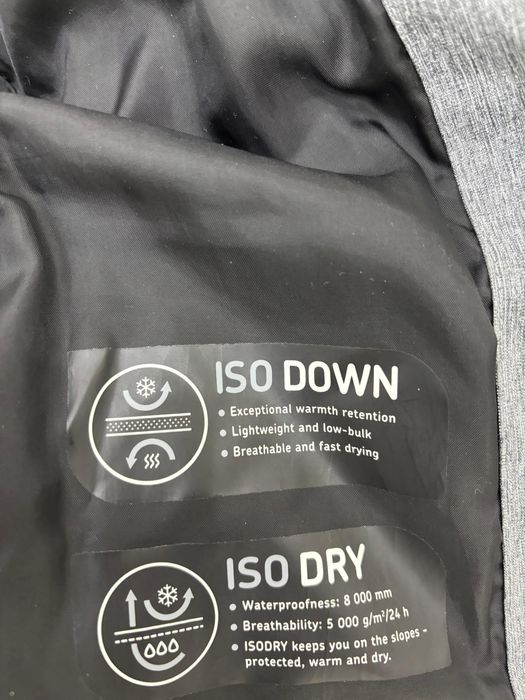 ISO DOWN
• Exceptional warmth retention
• Lightweight and low-bulk
• Breathable and fast drying
ISO DRY
• Waterproofness: 8 000 mm
• Breathability: 5 000 g/m²/24 h
• ISODRY keeps you on the slopes -
protected, warm and dry.